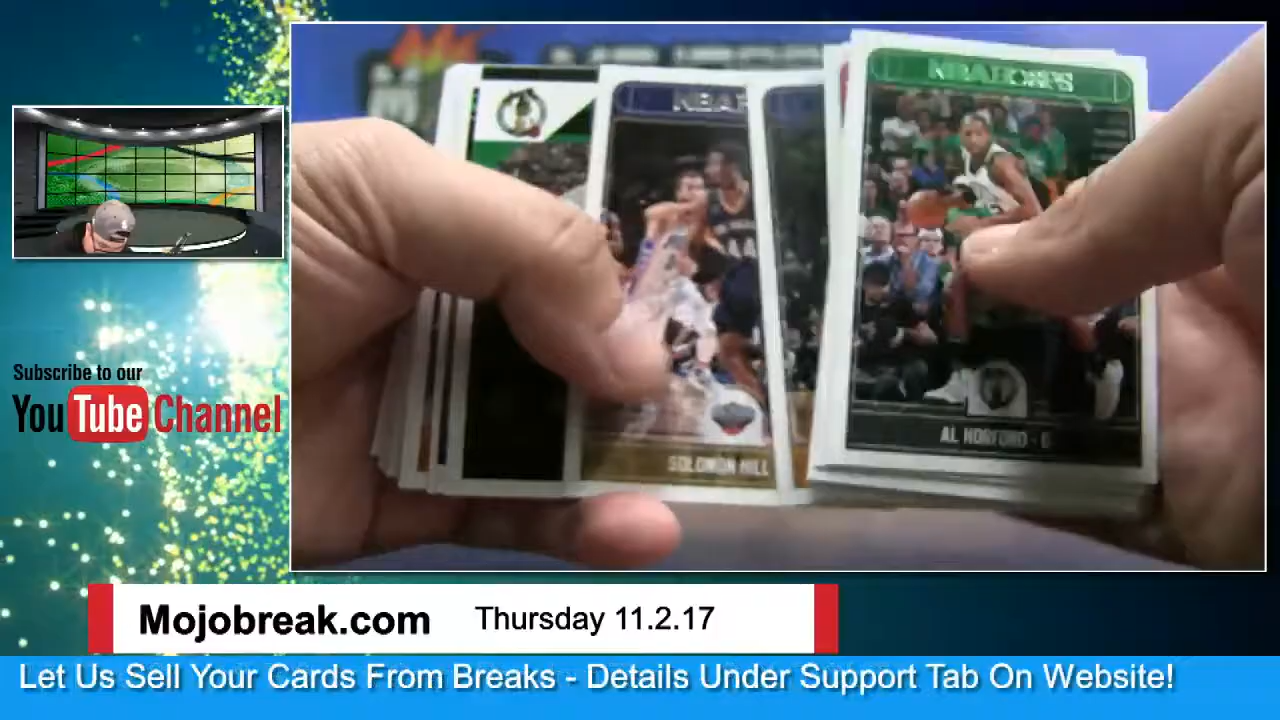 NBA HOOPS
NBA
SOLOMON HILL
AL HORFORD
Subscribe to our
YouTube Channel
Mojobreak.com
Thursday 11.2.17
Let Us Sell Your Cards From Breaks - Details Under Support Tab On Website!